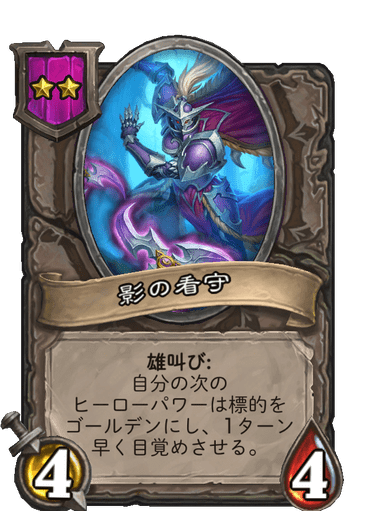 影の看守
雄叫び:
自分の次の
ヒーローパワーは標的を
ゴールデンにし、1ターン
早く目覚めさせる。
4
4